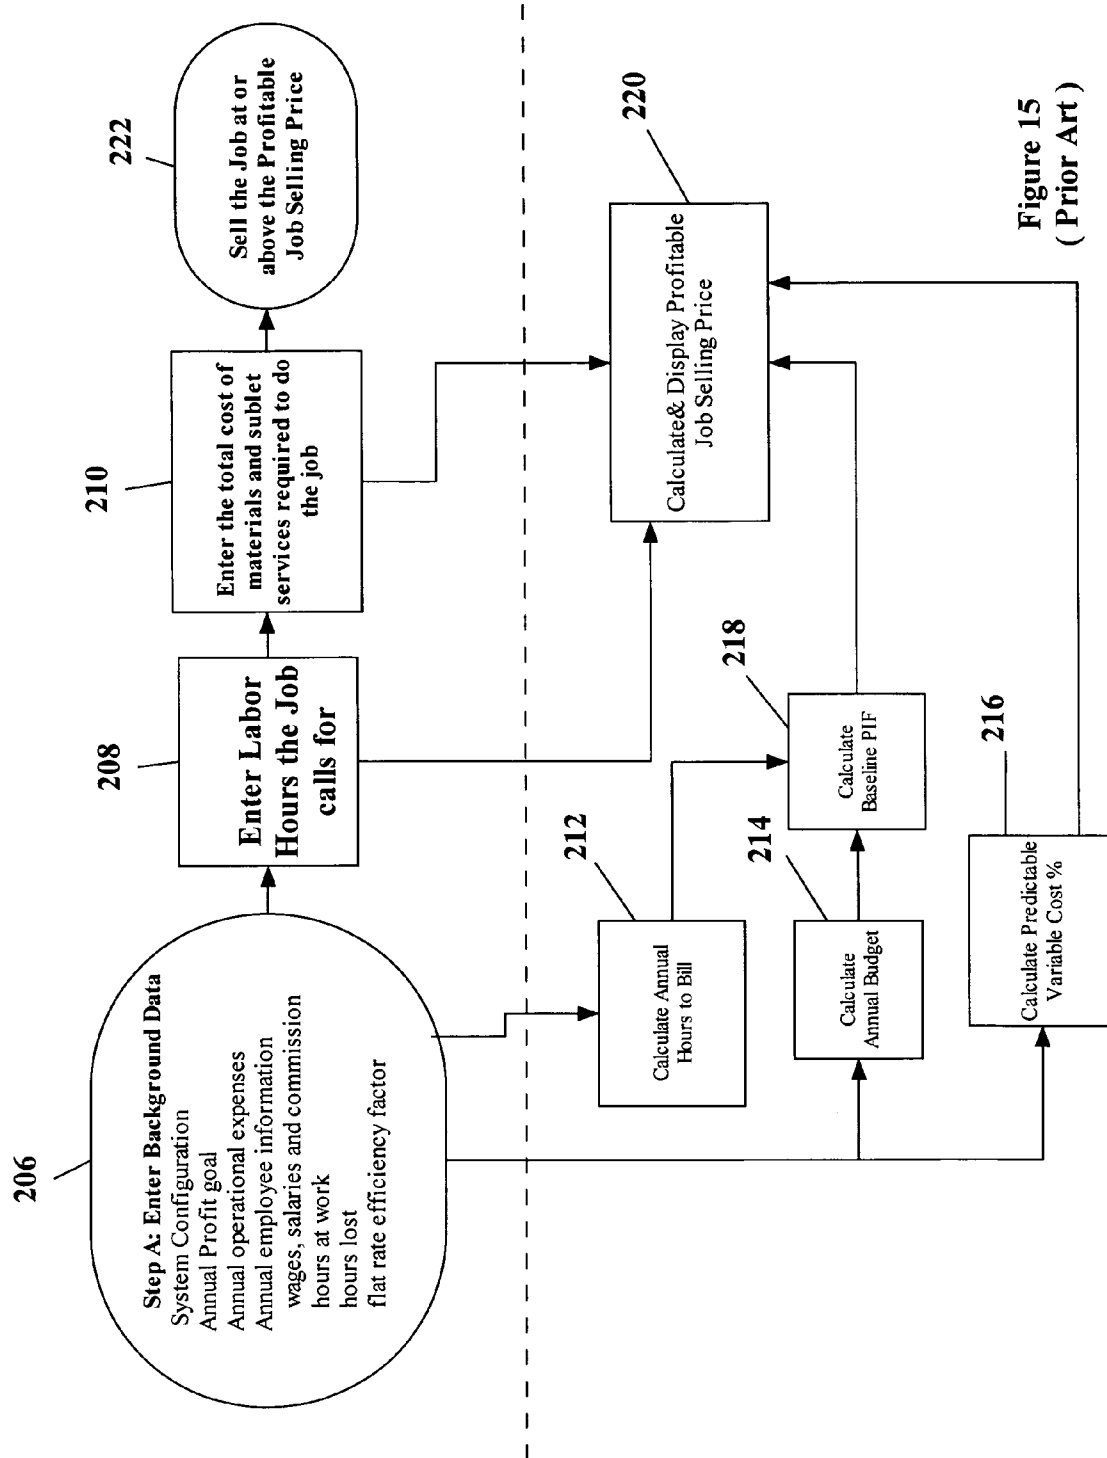 206
Step A: Enter Background Data
System Configuration
Annual Profit goal
Annual operational expenses
Annual employee information
wages, salaries and commission
hours at work
hours lost
flat rate efficiency factor
208
Enter Labor
Hours the Job
calls for
210
Enter the total cost of
materials and sublet
services required to do
the job
222
Sell the Job at or
above the Profitable
Job Selling Price
212
Calculate Annual
Hours to Bill
214
Calculate
Annual Budget
218
Calculate
Baseline PIF
216
Calculate Predictable
Variable Cost %
220
Calculate& Display Profitable
Job Selling Price
Figure 15
( Prior Art )